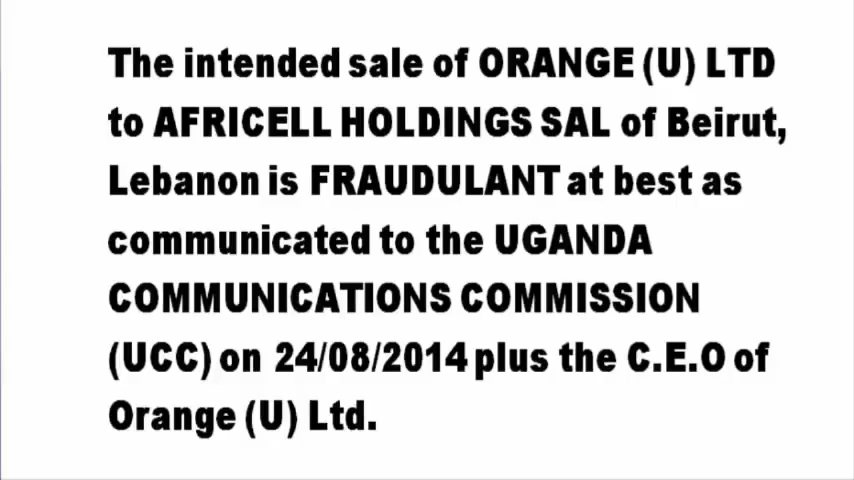 The intended sale of ORANGE (U) LTD
to AFRICELL HOLDINGS SAL of Beirut,
Lebanon is FRAUDULANT at best as
communicated to the UGANDA
COMMUNICATIONS COMMISSION
(UCC) on 24/08/2014 plus the C.E.O of
Orange (U) Ltd.